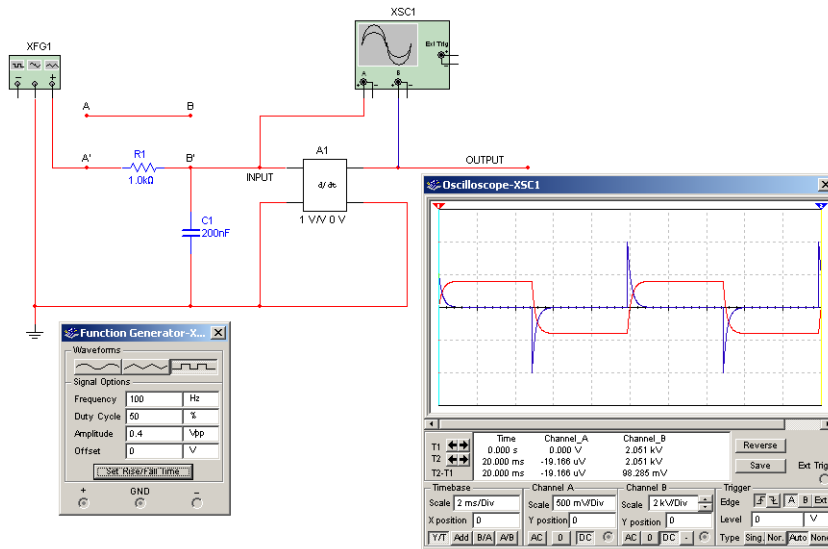 XSC1
XFG1
Ext Trig
A
B
A
B
A'
R1
B'
1.0kΩ
INPUT
A1
d/dt
1 V/V 0 V
OUTPUT
C1
200nF
Oscilloscope-XSC1
Time
Channel_A
Channel_B
T1
0.000 s
0.000 V
2.051 kV
T2
20.000 ms
-19.166 uV
2.051 kV
T2-T1
20.000 ms
-19.166 uV
98.285 mV
Reverse
Save
Ext Trig
Timebase
Scale 2 ms/Div
X position 0
Y/T Add B/A A/B
Channel A
Scale 500 mV/Div
Y position 0
AC 0 DC
Channel B
Scale 2 kV/Div
Y position 0
AC 0 DC -
Trigger
Edge A B Ext
Level 0 V
Type Sing. Nor. Auto None
Function Generator-X...
Waveforms
Signal Options
Frequency 100 Hz
Duty Cycle 50 %
Amplitude 0.4 Vpp
Offset 0 V
Set Rise/Fall Time
+ GND -